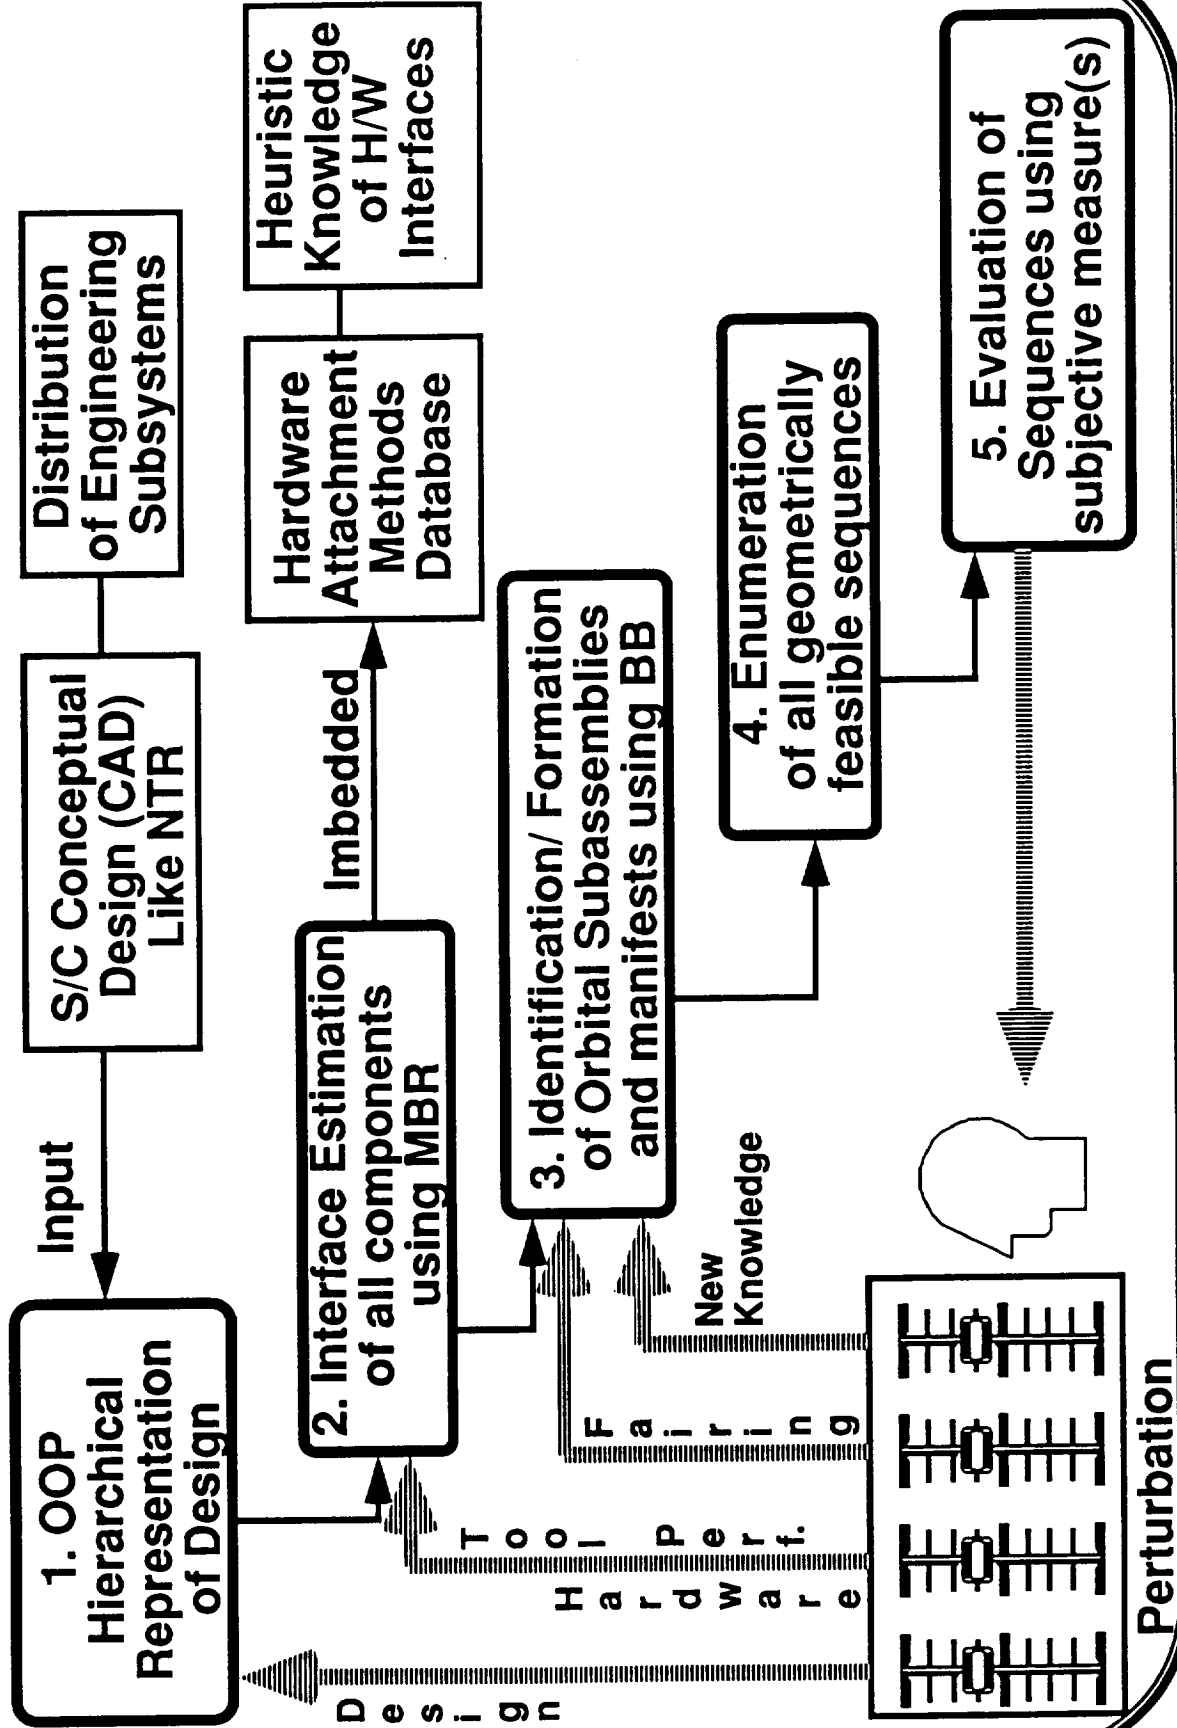 1. OOP
Hierarchical
Representation
of Design
Input
S/C Conceptual
Design (CAD)
Like NTR
Distribution
of Engineering
Subsystems
2. Interface Estimation
of all components
using MBR
Imbedded
Hardware
Attachment
Methods
Database
Heuristic
Knowledge
of H/W
Interfaces
3. Identification/ Formation
of Orbital Subassemblies
and manifests using BB
4. Enumeration
of all geometrically
feasible sequences
5. Evaluation of
Sequences using
subjective measure(s)
Design
Hardware
Tool Perf.
Fairing
New
Knowledge
Perturbation